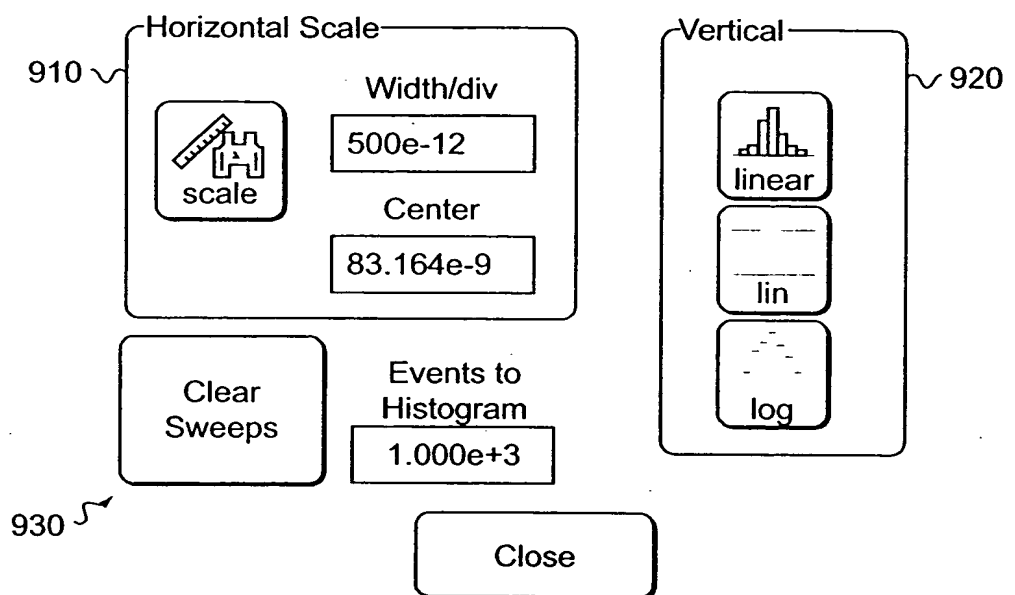 Horizontal Scale
910
scale
Width/div
500e-12
Center
83.164e-9
Vertical
920
linear
lin
log
Clear
Sweeps
Events to
Histogram
1.000e+3
930
Close